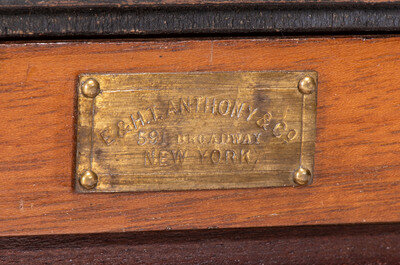 E. & H.T. ANTHONY & CO.
591 BROADWAY
NEW YORK.